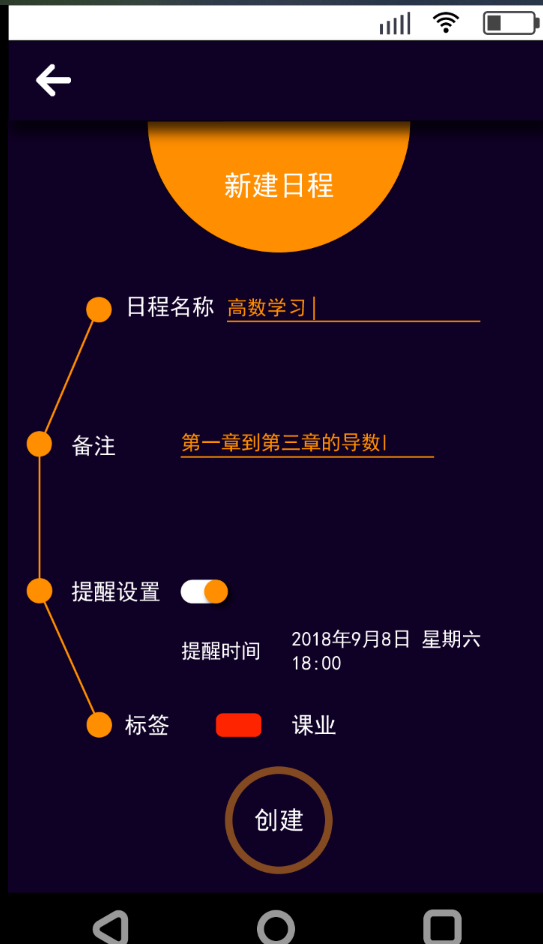 新建日程
日程名称 高数学习
备注 第一章到第三章的导数
提醒设置
提醒时间 2018年9月8日 星期六
18:00
标签 课业
创建